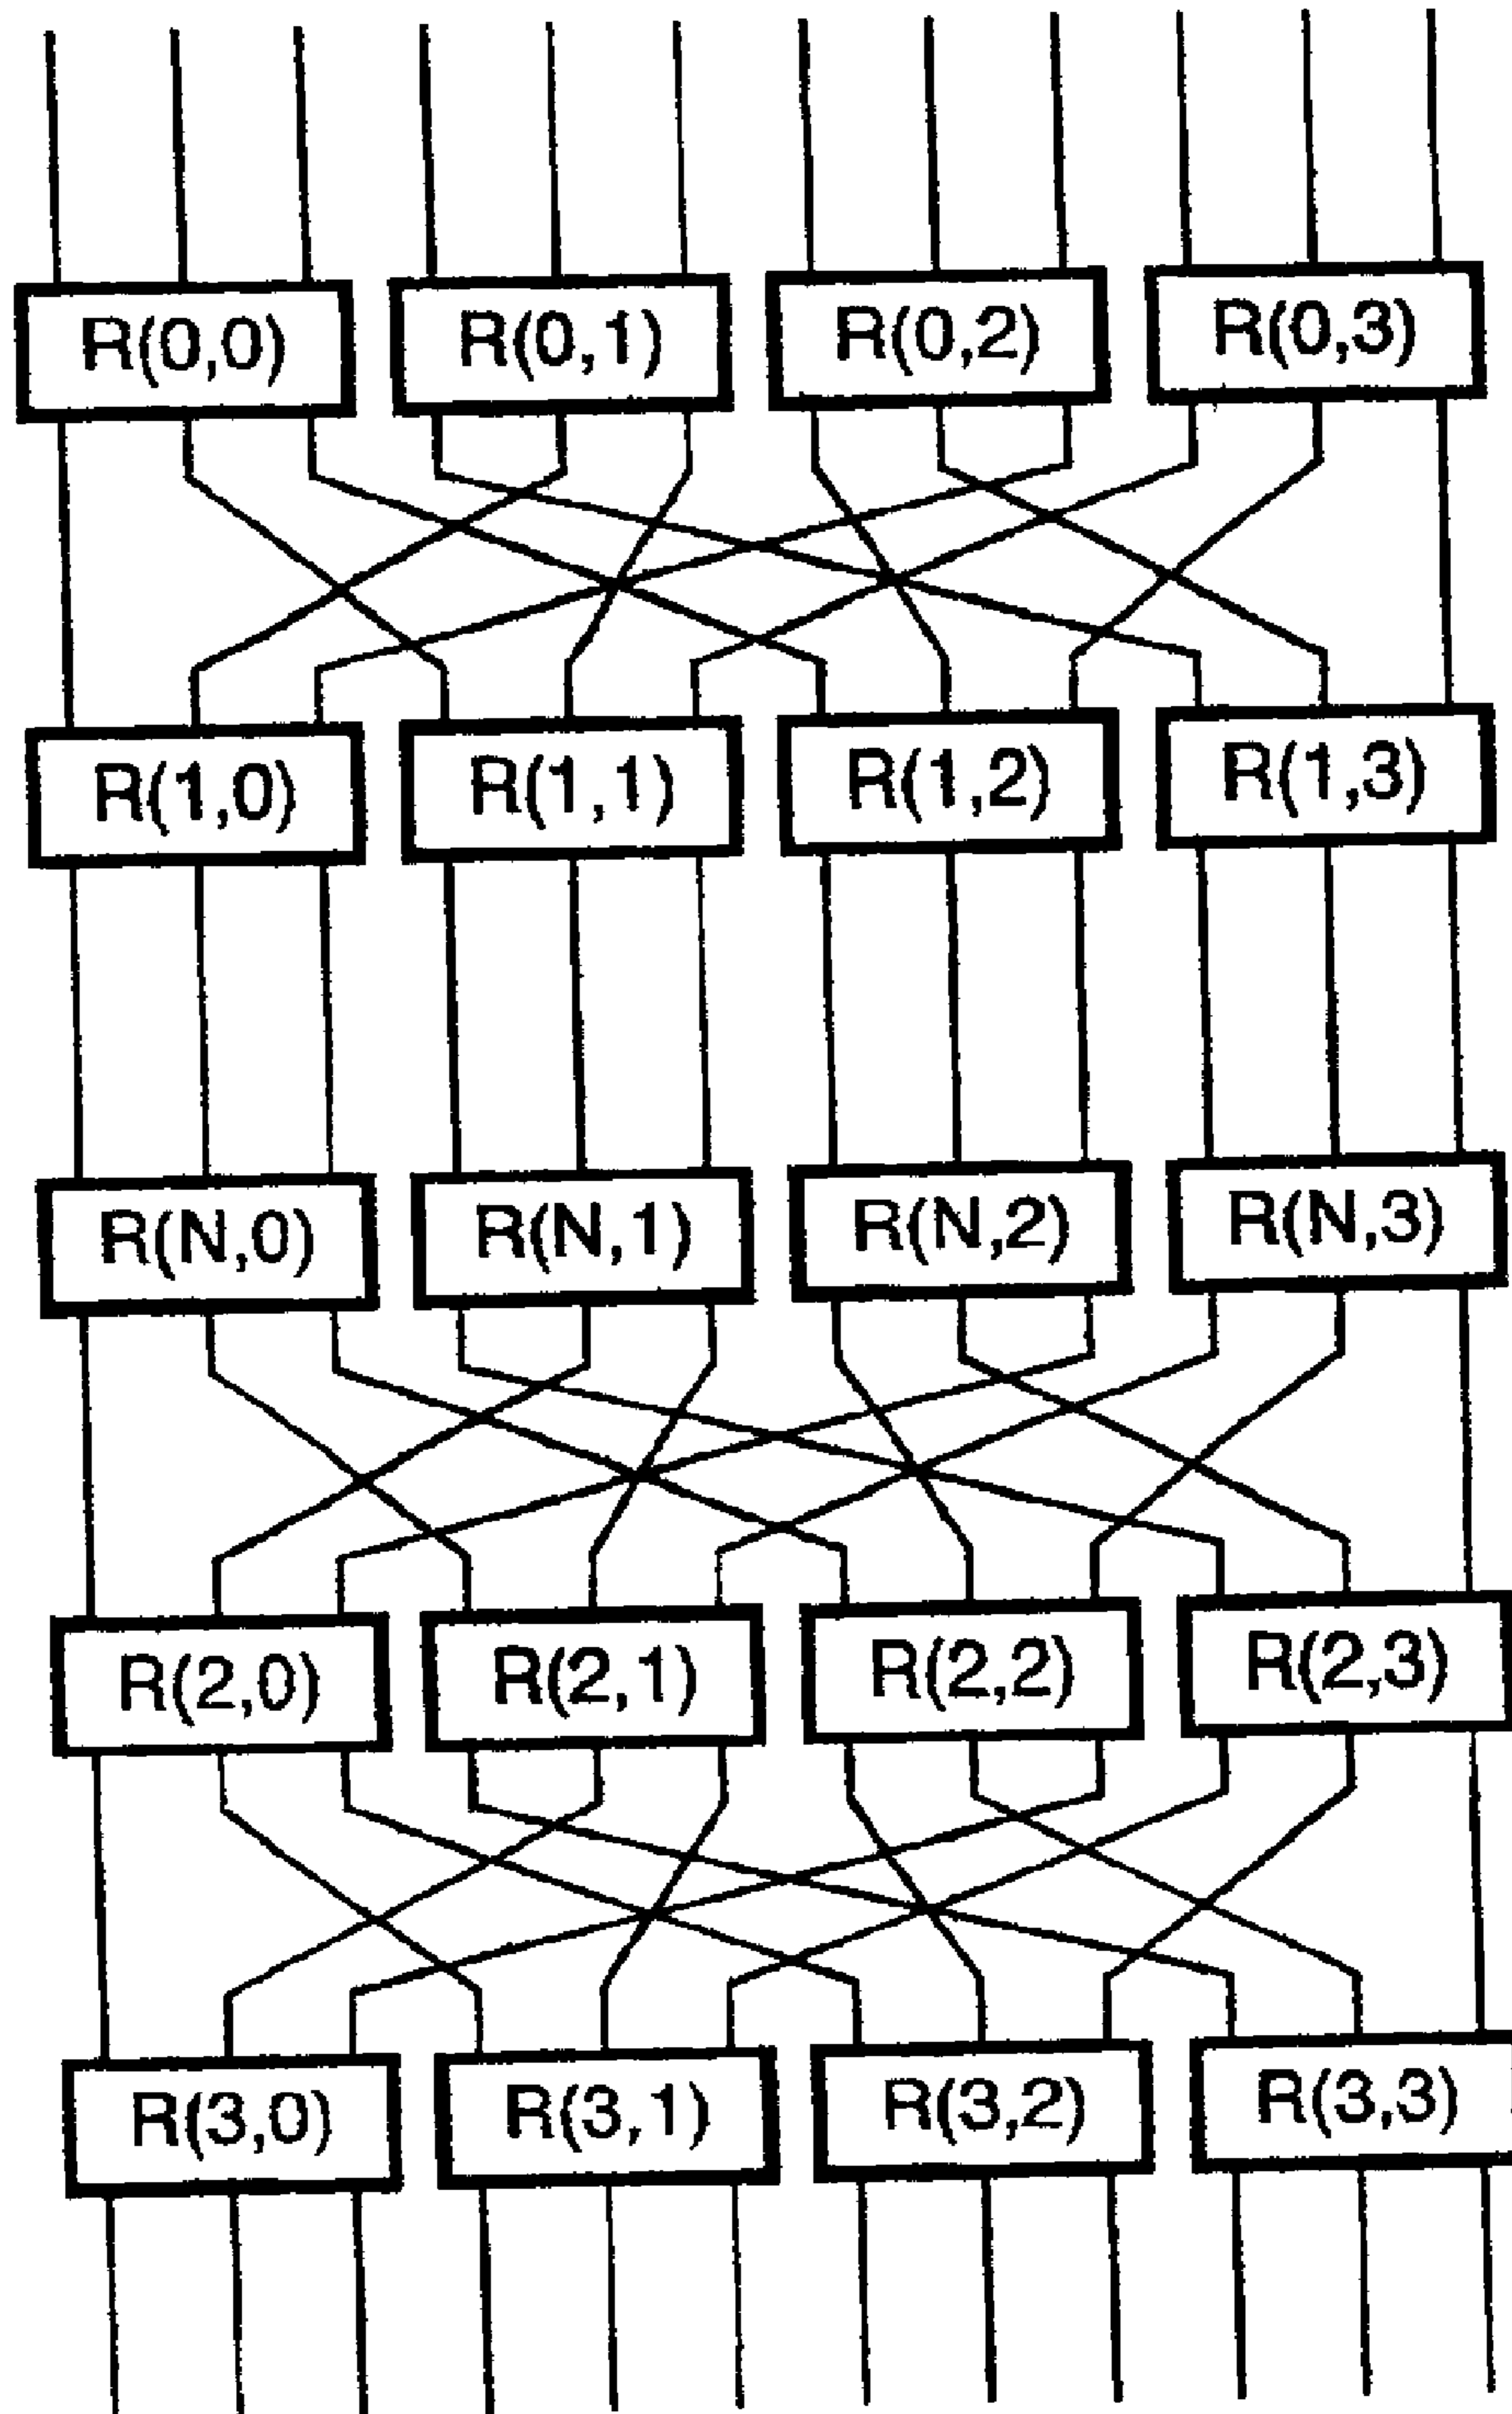 R(0,0) R(0,1) R(0,2) R(0,3)
R(1,0) R(1,1) R(1,2) R(1,3)
R(N,0) R(N,1) R(N,2) R(N,3)
R(2,0) R(2,1) R(2,2) R(2,3)
R(3,0) R(3,1) R(3,2) R(3,3)